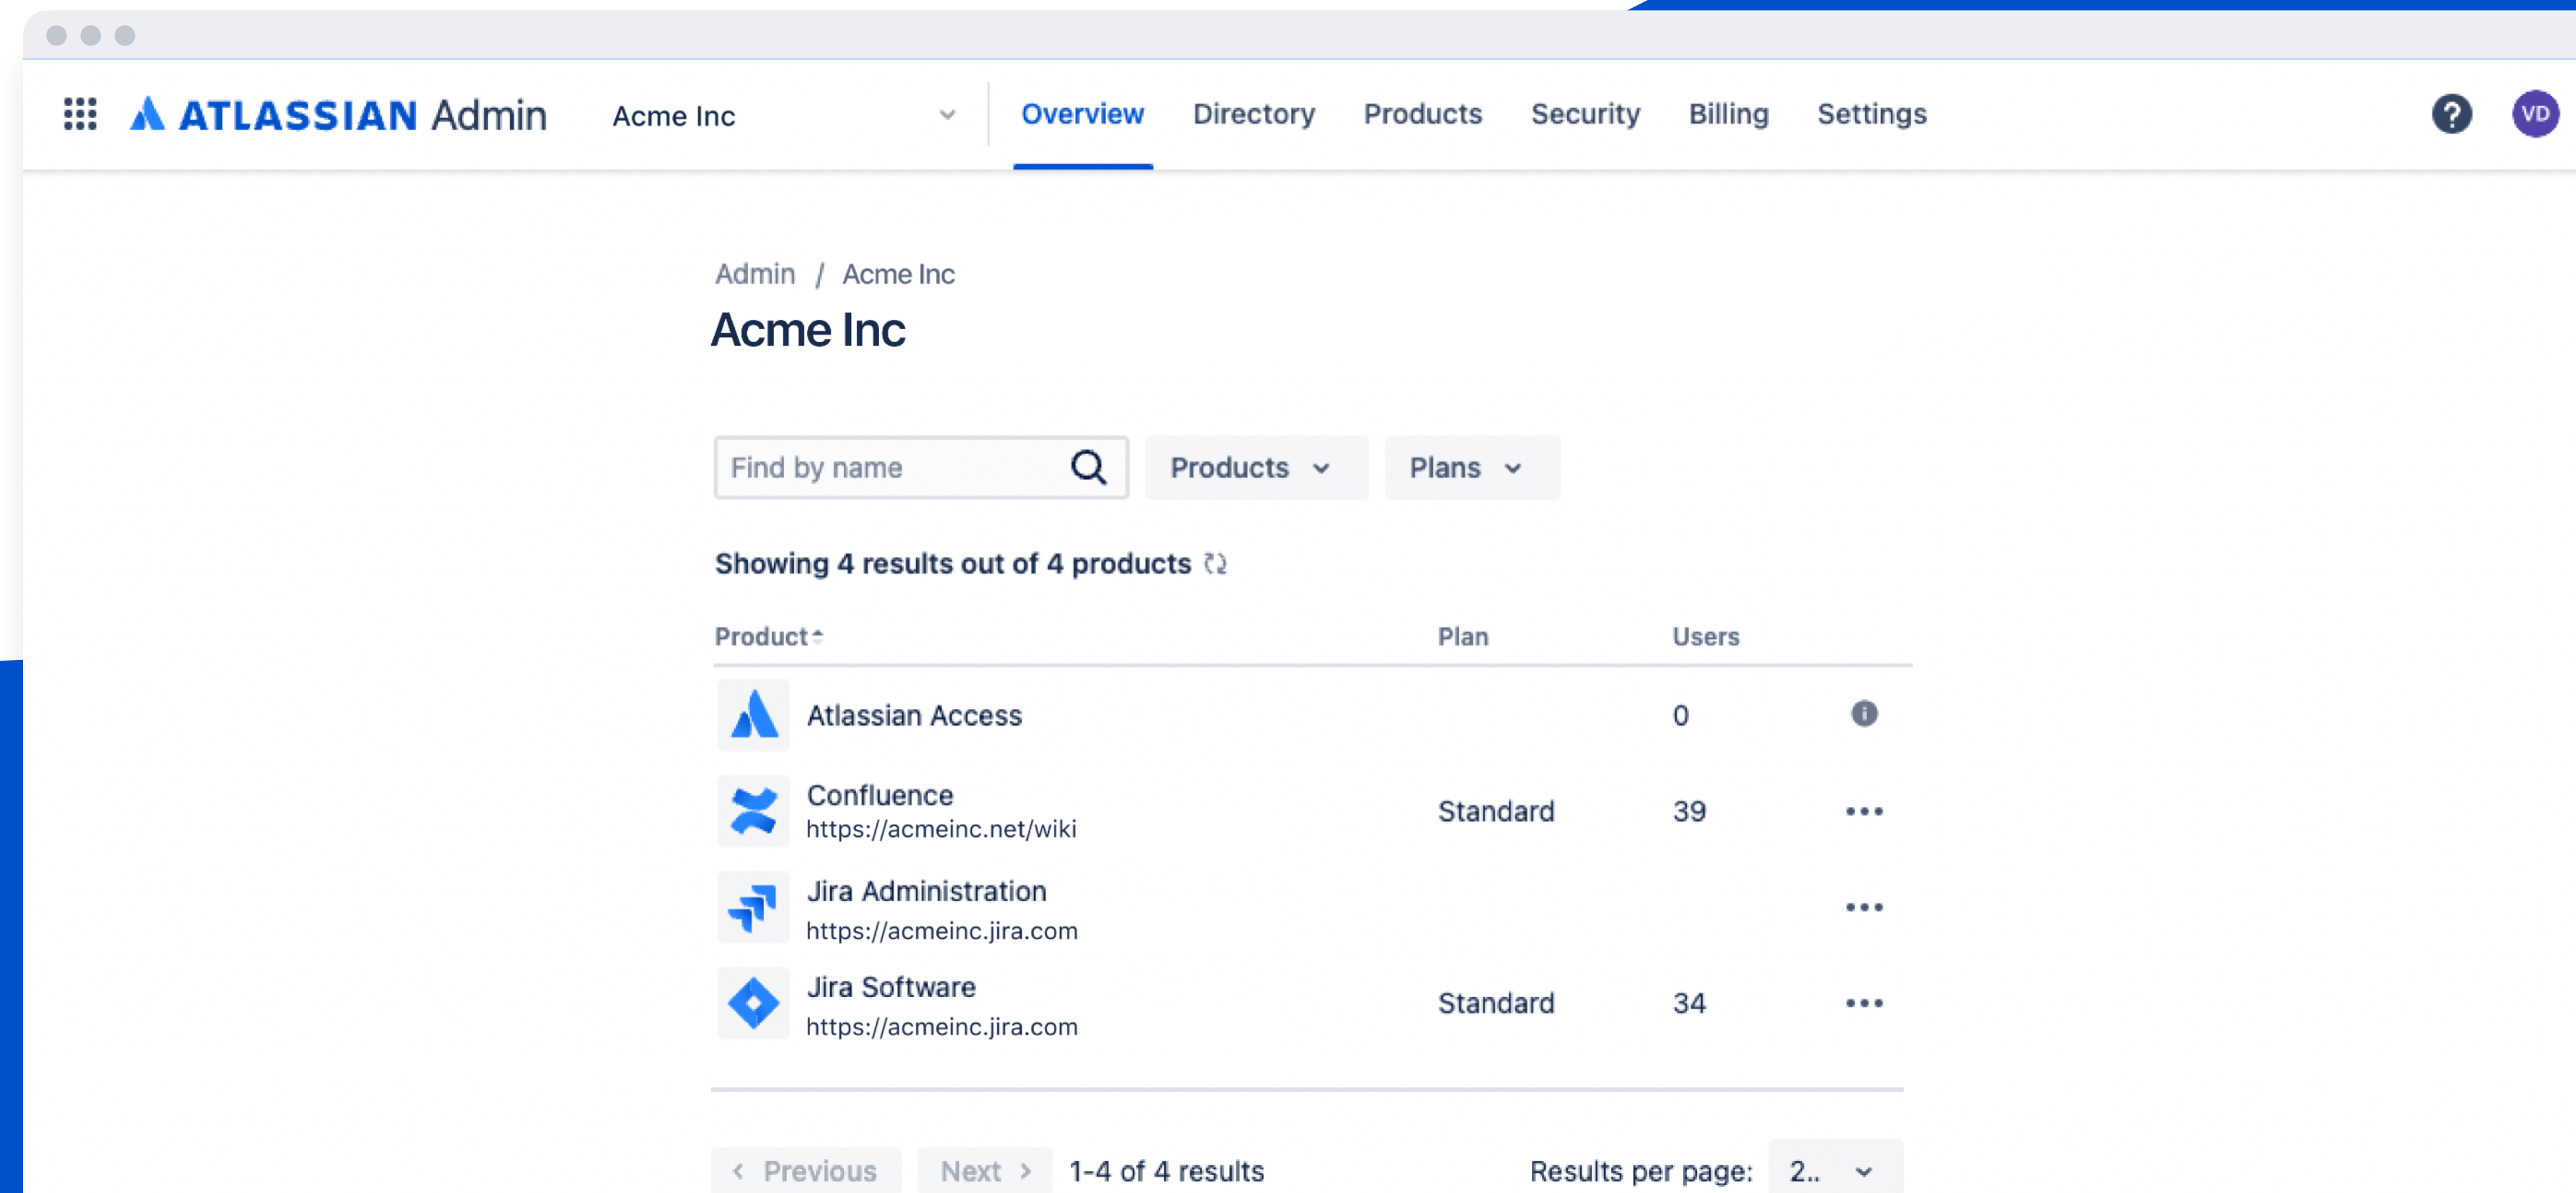 ATLASSIAN Admin Acme Inc Overview Directory Products Security Billing Settings ? VD
Admin / Acme Inc
Acme Inc
Find by name Products Plans
Showing 4 results out of 4 products
Product Plan Users
Atlassian Access 0
Confluence
https://acmeinc.net/wiki
Standard 39
Jira Administration
https://acmeinc.jira.com
Jira Software
https://acmeinc.jira.com
Standard 34
Previous Next 1-4 of 4 results Results per page: 2..